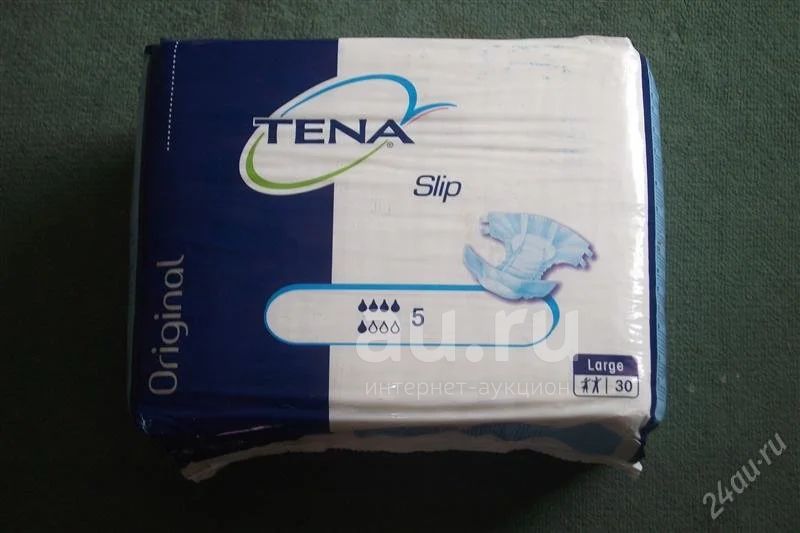 TENA
®
Slip
Original
5
au.ru
интернет-аукцион
Large
30
24au.ru